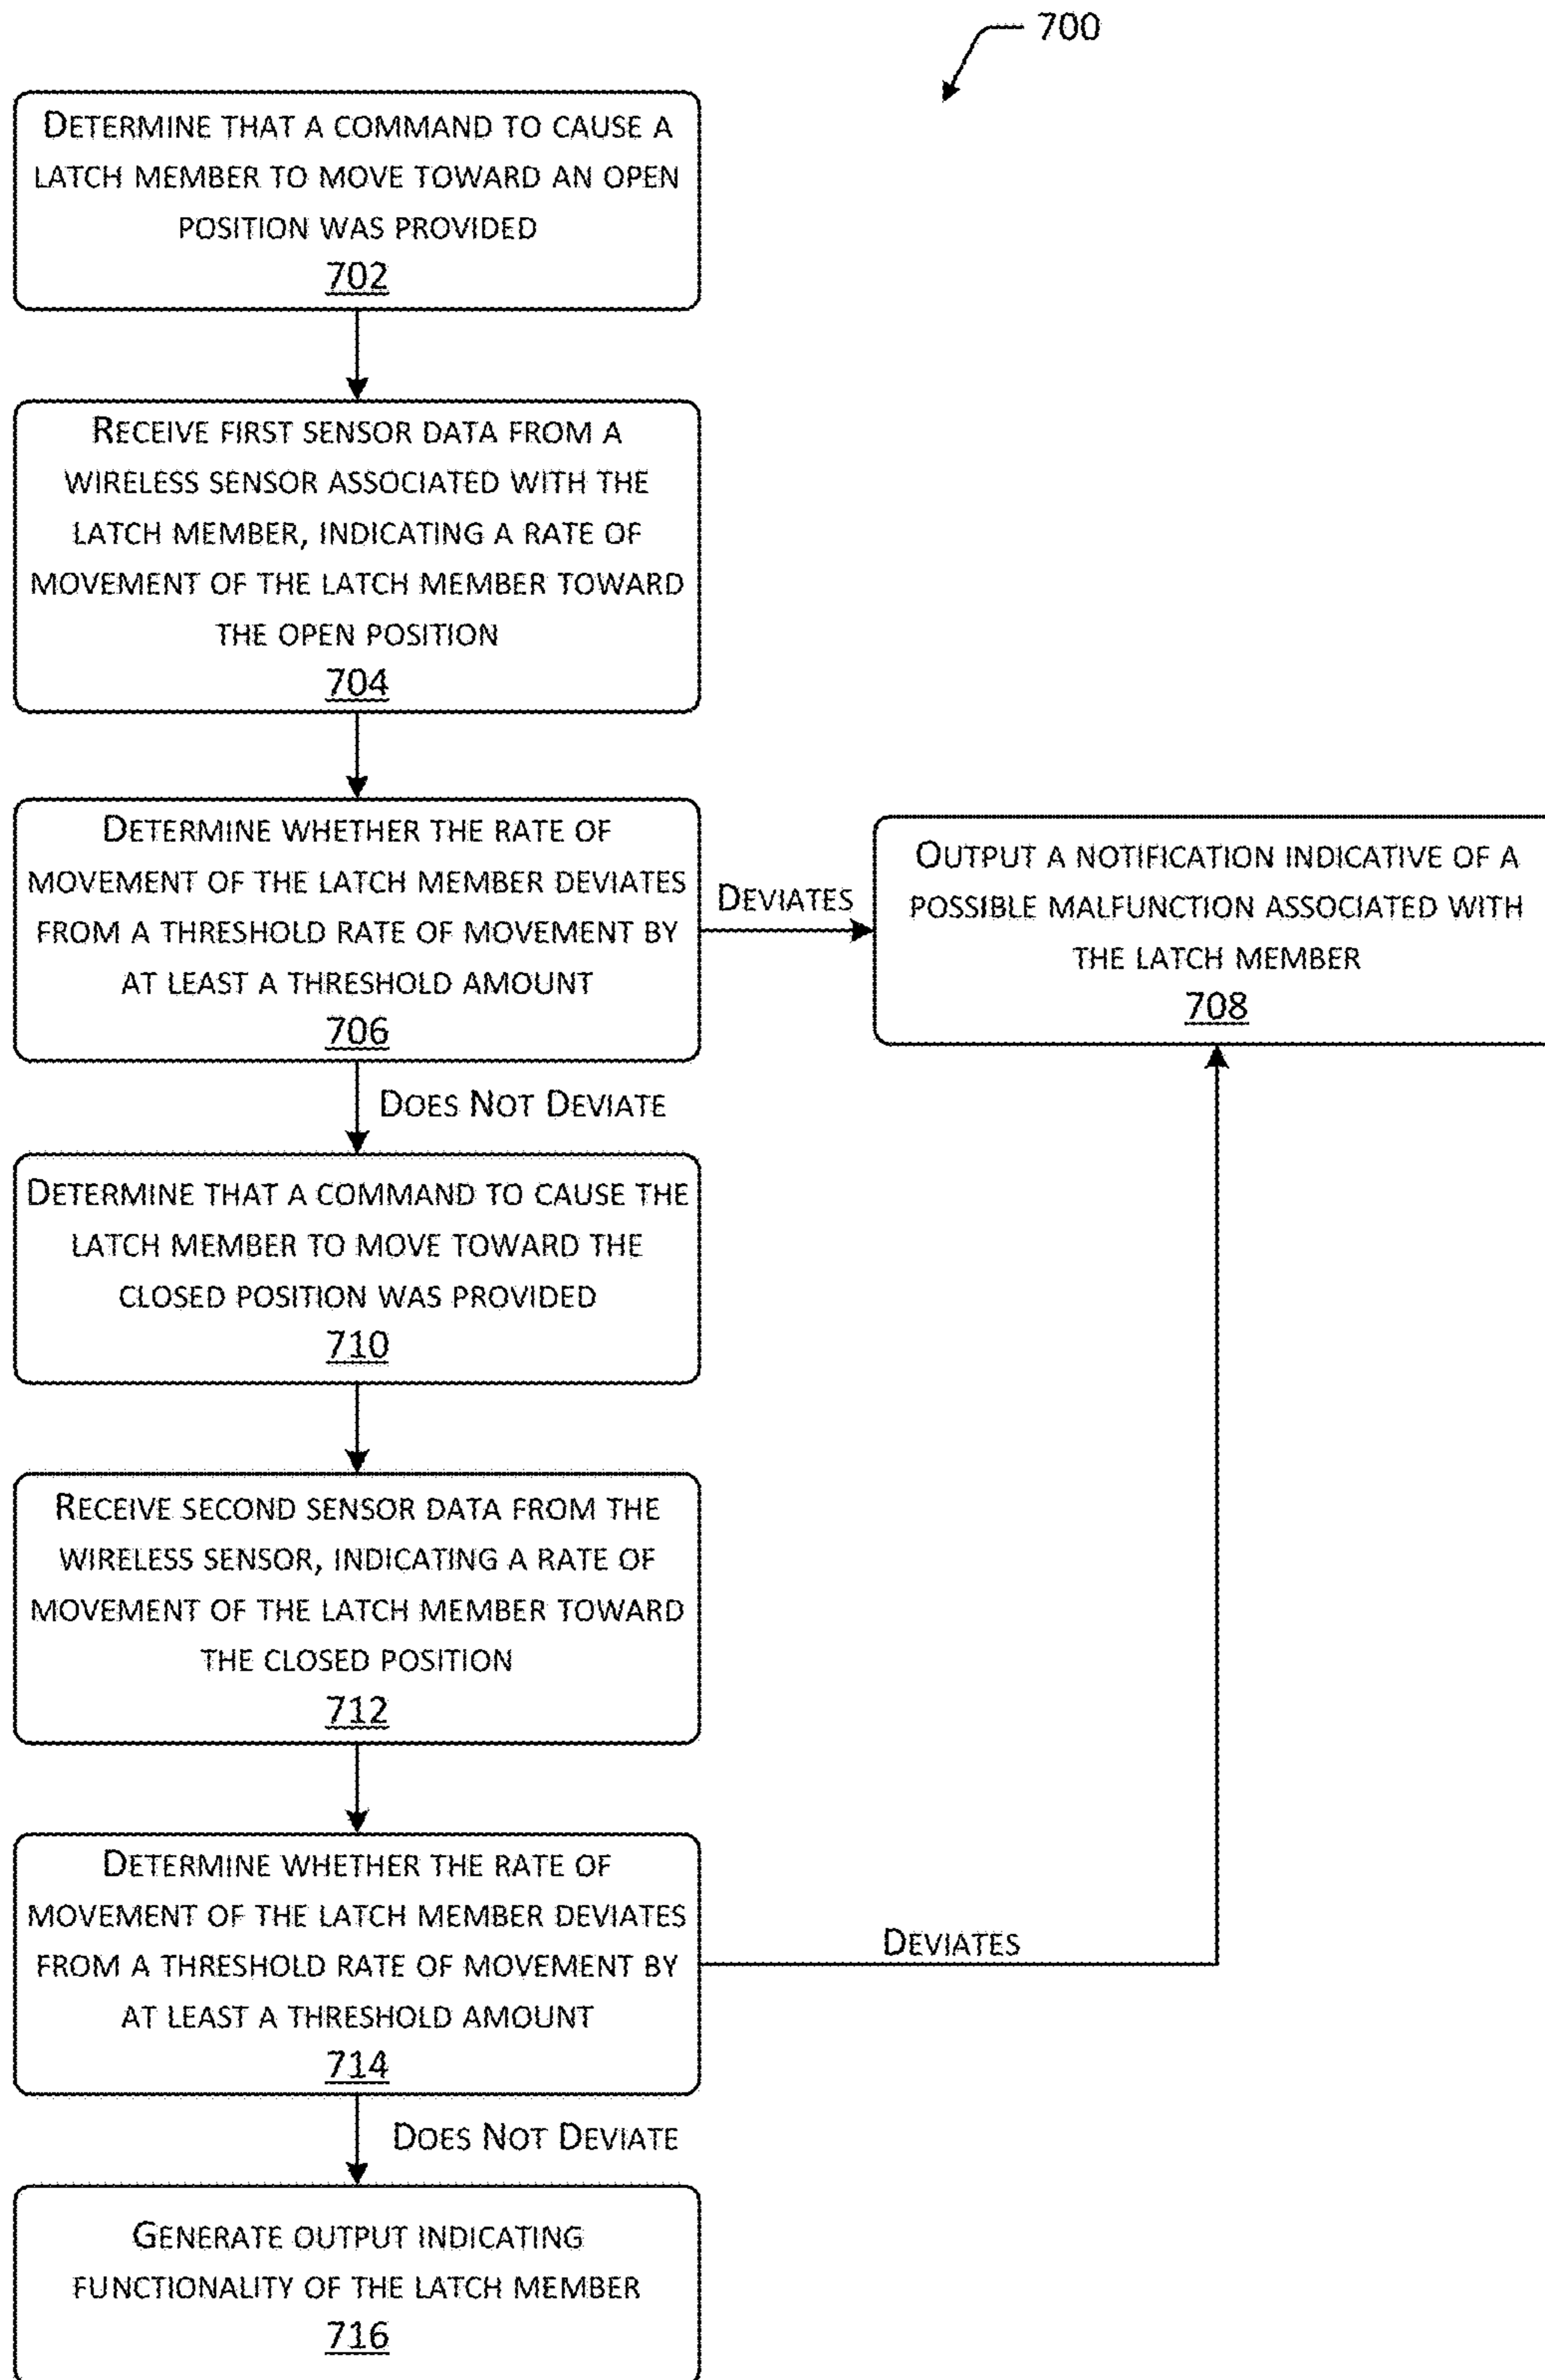 700
Determine that a command to cause a
latch member to move toward an open
position was provided
702
Receive first sensor data from a
wireless sensor associated with the
latch member, indicating a rate of
movement of the latch member toward
the open position
704
Determine whether the rate of
movement of the latch member deviates
from a threshold rate of movement by
at least a threshold amount
706
Deviates
Output a notification indicative of a
possible malfunction associated with
the latch member
708
Does Not Deviate
Determine that a command to cause the
latch member to move toward the
closed position was provided
710
Receive second sensor data from the
wireless sensor, indicating a rate of
movement of the latch member toward
the closed position
712
Determine whether the rate of
movement of the latch member deviates
from a threshold rate of movement by
at least a threshold amount
714
Deviates
Does Not Deviate
Generate output indicating
functionality of the latch member
716